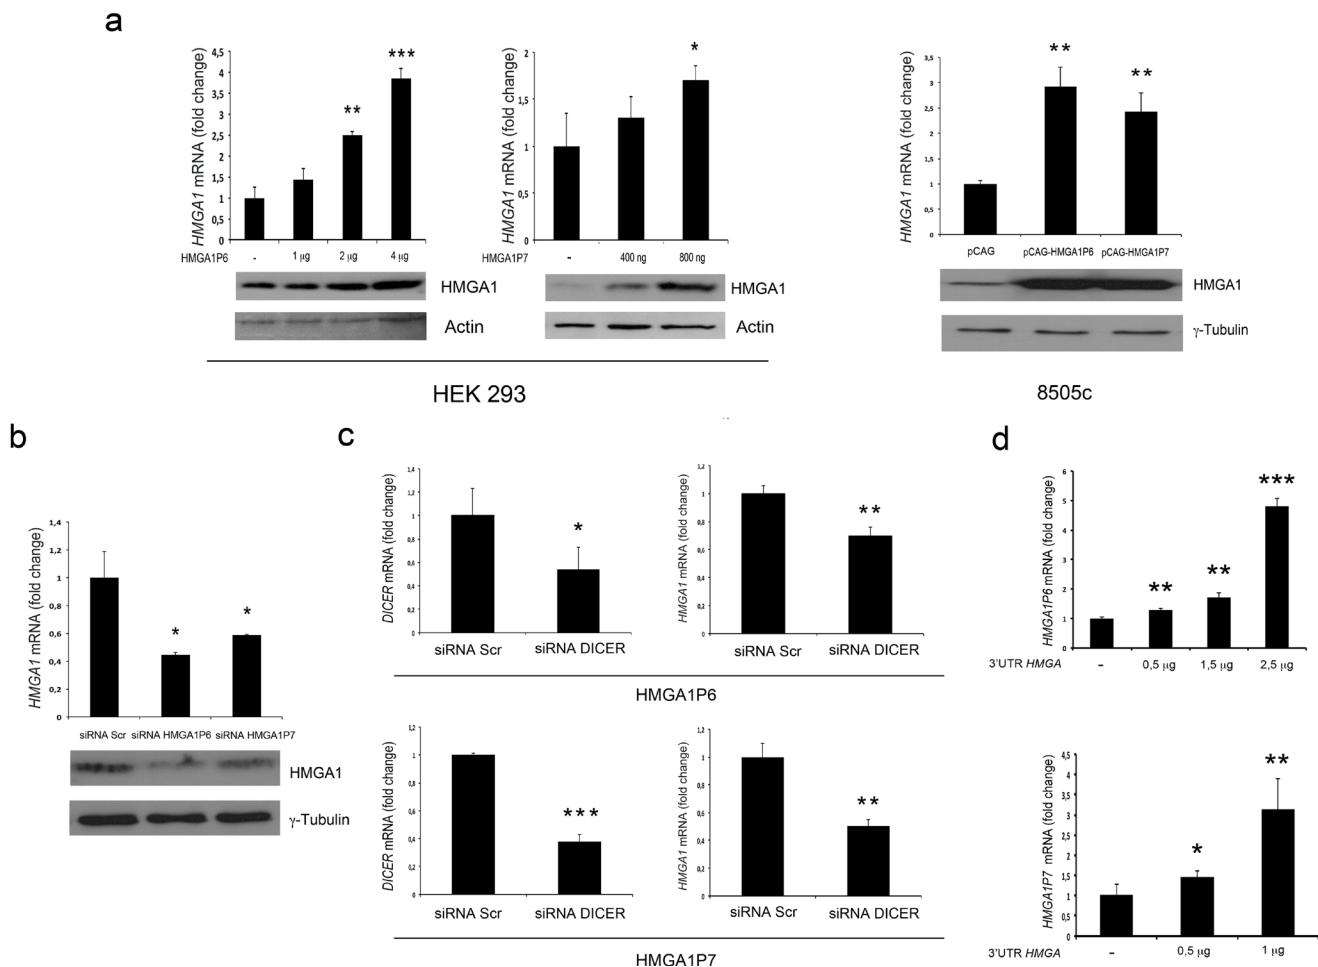 a
HMGA1 mRNA (fold change)
4,5
4
3,5
3
2,5
2
1,5
1
0,5
0
**
***
HMGA1P6
-
1 µg
2 µg
4 µg
HMGA1
Actin
HMGA1 mRNA (fold change)
2
1,5
1
0,5
0
*
HMGA1P7
-
400 ng
800 ng
HMGA1
Actin
HEK 293
HMGA1 mRNA (fold change)
3,5
3
2,5
2
1,5
1
0,5
0
**
**
pCAG
pCAG-HMGA1P6
pCAG-HMGA1P7
HMGA1
γ-Tubulin
8505c
b
HMGA1 mRNA (fold change)
1,4
1,2
1
0,8
0,6
0,4
0,2
0
*
*
siRNA Scr
siRNA HMGA1P6
siRNA HMGA1P7
HMGA1
γ-Tubulin
c
DICER mRNA (fold change)
1,4
1,2
1
0,8
0,6
0,4
0,2
0
*
siRNA Scr
siRNA DICER
HMGA1 mRNA (fold change)
1,2
1
0,8
0,6
0,4
0,2
0
**
siRNA Scr
siRNA DICER
HMGA1P6
DICER mRNA (fold change)
1,2
1
0,8
0,6
0,4
0,2
0
***
siRNA Scr
siRNA DICER
HMGA1 mRNA (fold change)
1,2
1
0,8
0,6
0,4
0,2
0
**
siRNA Scr
siRNA DICER
HMGA1P7
d
HMGA1P6 mRNA (fold change)
6
5
4
3
2
1
0
**
**
***
3'UTR HMGA
-
0,5 µg
1,5 µg
2,5 µg
HMGA1P7 mRNA (fold change)
4,5
4
3,5
3
2,5
2
1,5
1
0,5
0
*
**
3'UTR HMGA
-
0,5 µg
1 µg